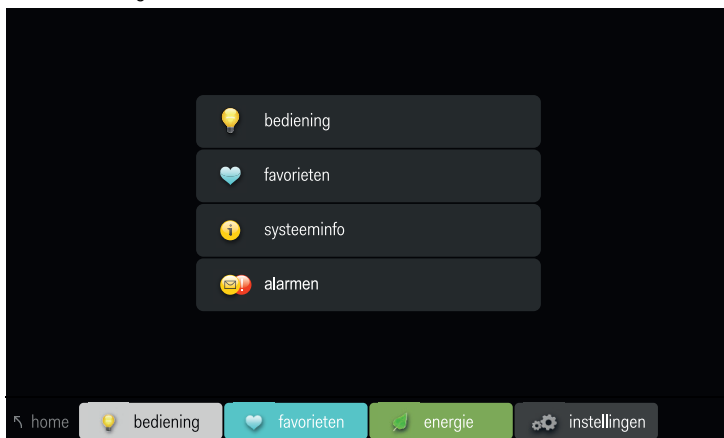 bediening
favorieten
systeeminfo
alarmen
home bediening favorieten energie instellingen